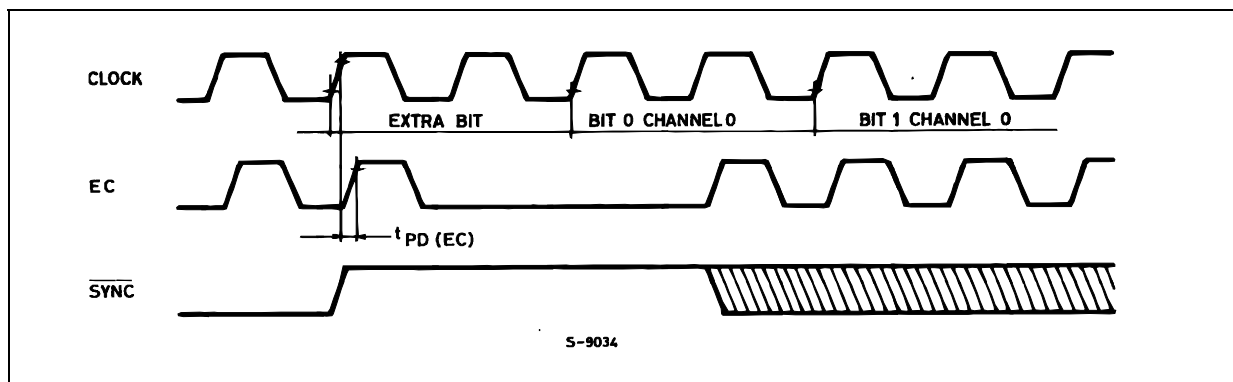 CLOCK
EXTRA BIT
BIT 0 CHANNEL 0
BIT 1 CHANNEL 0
EC
t PD (EC)
SYNC
S-9034